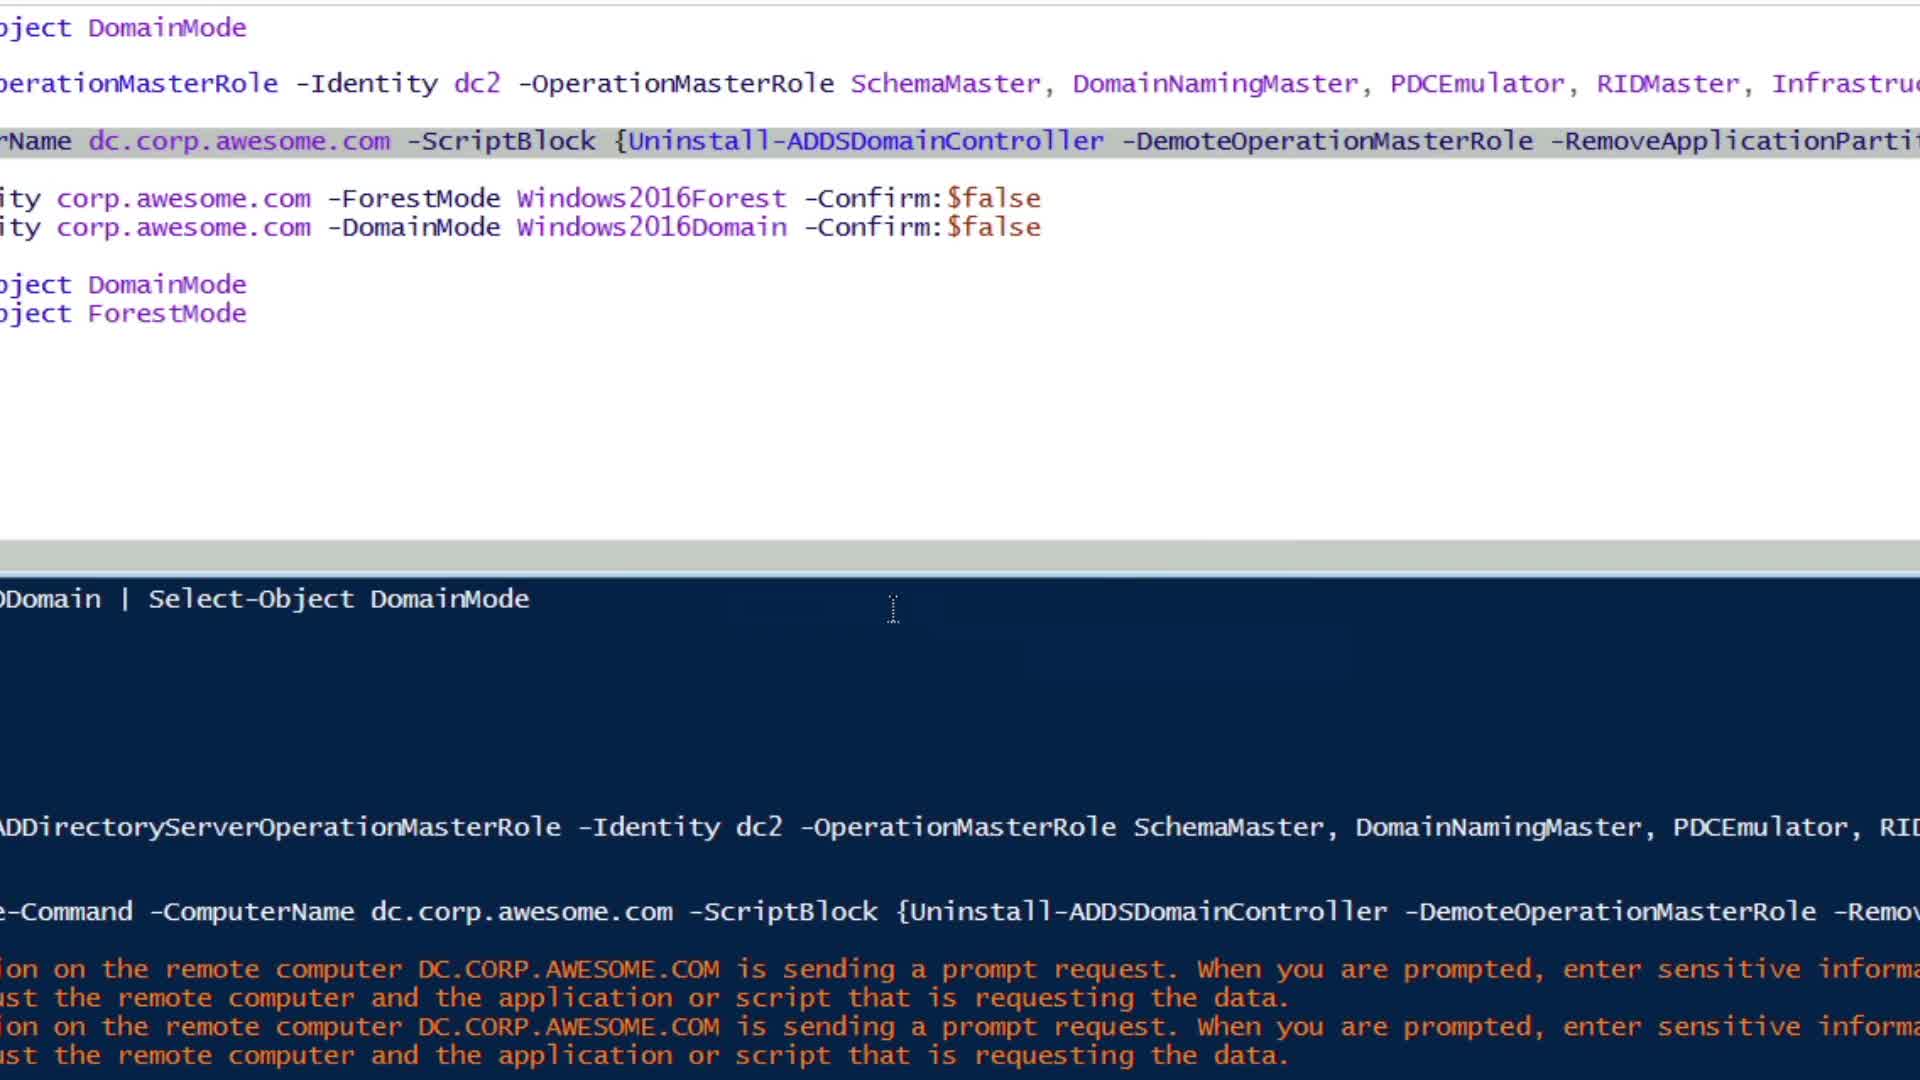 bject DomainMode
perationMasterRole -Identity dc2 -OperationMasterRole SchemaMaster, DomainNamingMaster, PDCEmulator, RIDMaster, Infrastruc
rName dc.corp.awesome.com -ScriptBlock {Uninstall-ADDSDomainController -DemoteOperationMasterRole -RemoveApplicationPartit
ity corp.awesome.com -ForestMode Windows2016Forest -Confirm:$false
ity corp.awesome.com -DomainMode Windows2016Domain -Confirm:$false
bject DomainMode
bject ForestMode
DDomain | Select-Object DomainMode
ADDirectoryServerOperationMasterRole -Identity dc2 -OperationMasterRole SchemaMaster, DomainNamingMaster, PDCEmulator, RID
e-Command -ComputerName dc.corp.awesome.com -ScriptBlock {Uninstall-ADDSDomainController -DemoteOperationMasterRole -Remov
ion on the remote computer DC.CORP.AWESOME.COM is sending a prompt request. When you are prompted, enter sensitive informa
ust the remote computer and the application or script that is requesting the data.
ion on the remote computer DC.CORP.AWESOME.COM is sending a prompt request. When you are prompted, enter sensitive informa
ust the remote computer and the application or script that is requesting the data.